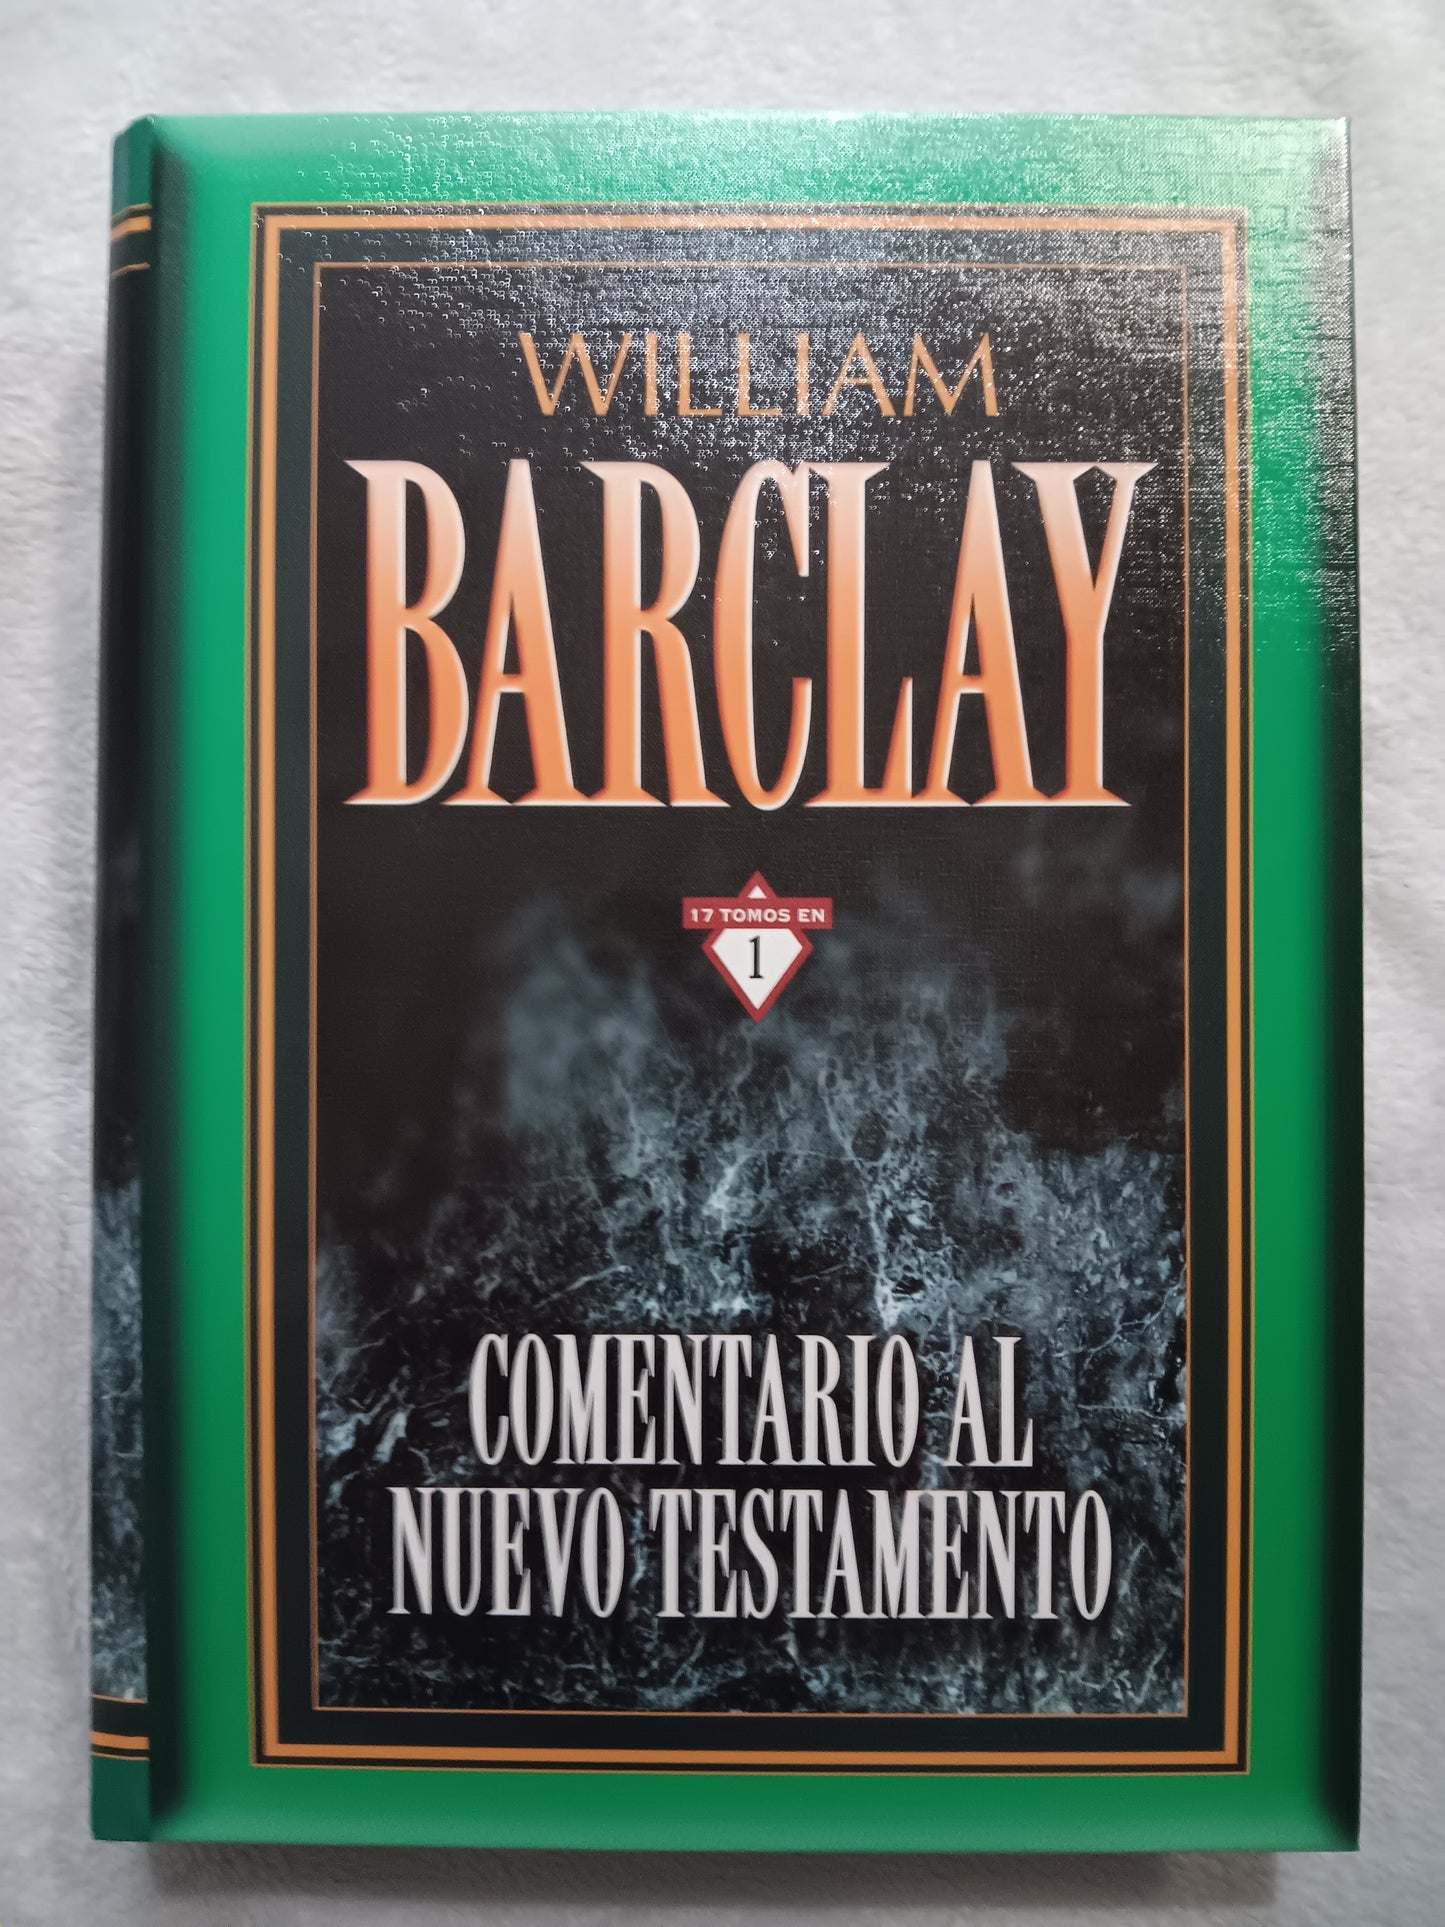 WILLIAM
BARCLAY
17 TOMOS EN
1
COMENTARIO AL
NUEVO TESTAMENTO